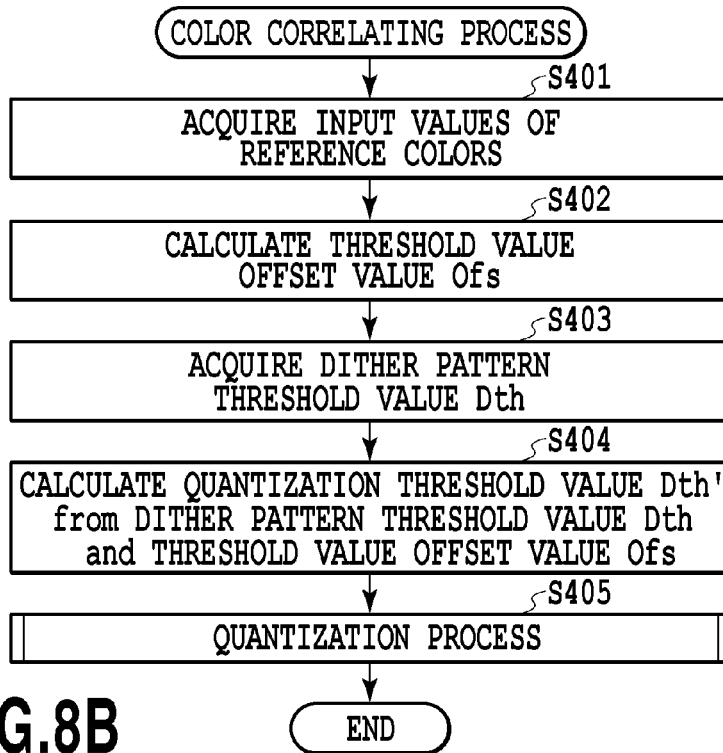 COLOR CORRELATING PROCESS
S401
ACQUIRE INPUT VALUES OF
REFERENCE COLORS
S402
CALCULATE THRESHOLD VALUE
OFFSET VALUE Ofs
S403
ACQUIRE DITHER PATTERN
THRESHOLD VALUE Dth
S404
CALCULATE QUANTIZATION THRESHOLD VALUE Dth'
from DITHER PATTERN THRESHOLD VALUE Dth
and THRESHOLD VALUE OFFSET VALUE Ofs
S405
QUANTIZATION PROCESS
END
G.8B